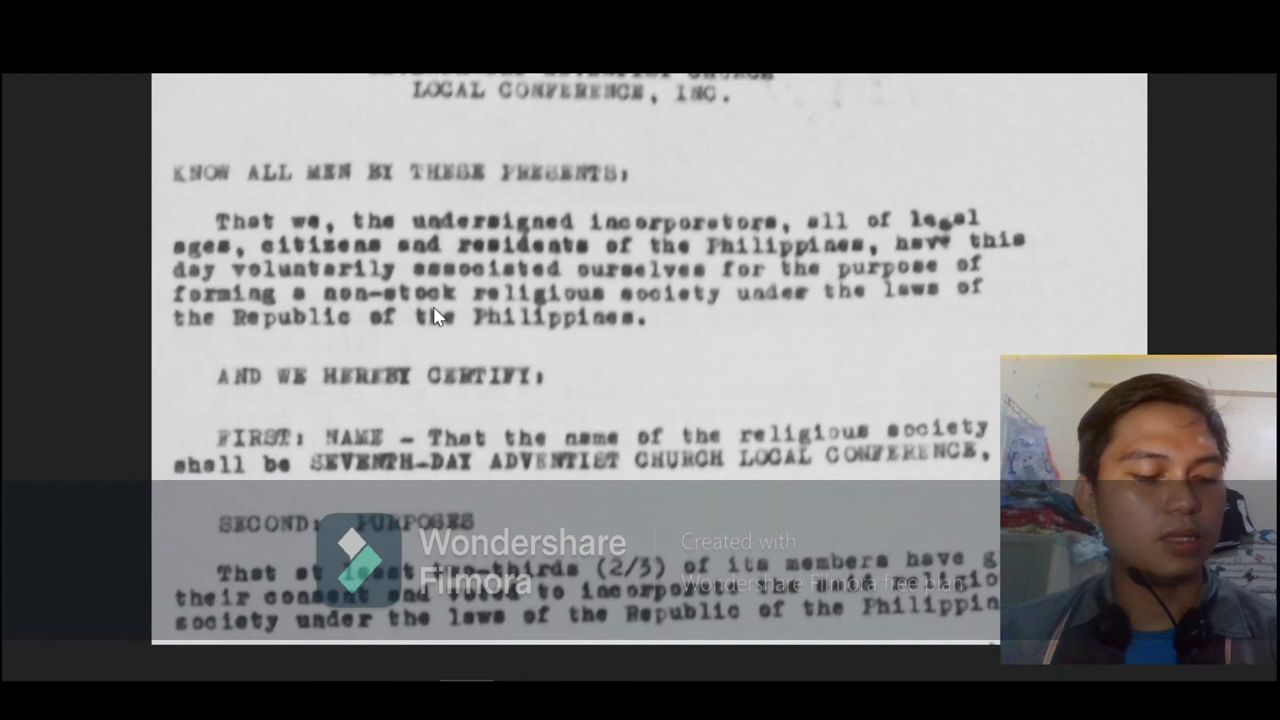 CHURCH
LOCAL CONFERENCE, INC.
KNOW ALL MEN BY THESE PRESENTS:
That we, the undersigned incorporators, all of legal
ages, citizens and residents of the Philippines, have this
day voluntarily associated ourselves for the purpose of
forming a non-stock religious society under the laws of
the Republic of the Philippines.
AND WE HEREBY CERTIFY:
FIRST: NAME - That the name of the religious society
shall be SEVENTH-DAY ADVENTIST CHURCH LOCAL CONFERENCE,
SECOND: PURPOSES
That at least two-thirds (2/3) of its members have
their consent and to
society under the laws of the Republic of the
Wondershare
Filmora
Created with
Wondershare Filmora free plan